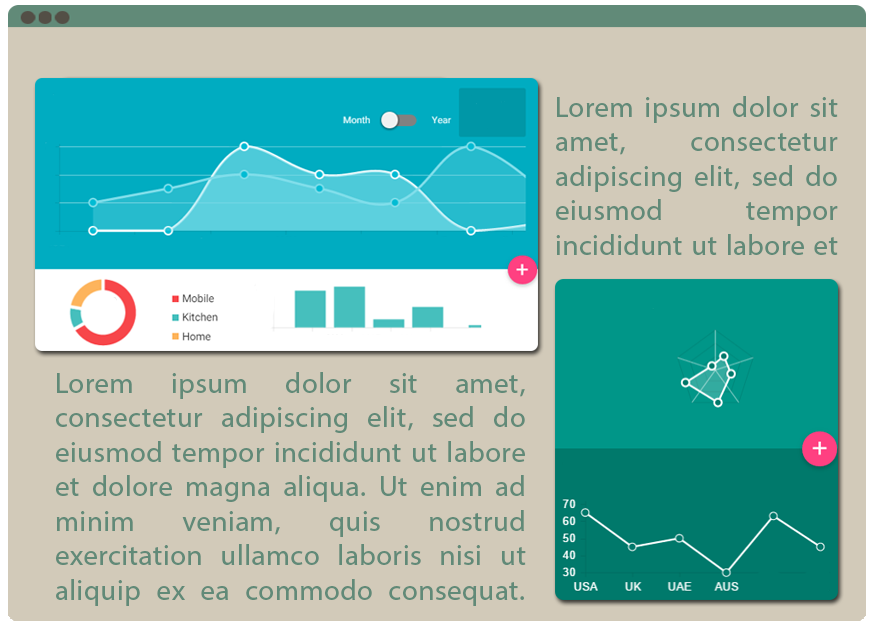 Month Year
Mobile
Kitchen
Home
Lorem ipsum dolor sit amet,
consectetur adipiscing elit, sed do
eiusmod tempor incididunt ut labore
et dolore magna aliqua. Ut enim ad
minim veniam, quis nostrud
exercitation ullamco laboris nisi ut
aliquip ex ea commodo consequat.
Lorem ipsum dolor sit
amet, consectetur
adipiscing elit, sed do
eiusmod tempor
incididunt ut labore et
70
60
50
40
30
USA UK UAE AUS